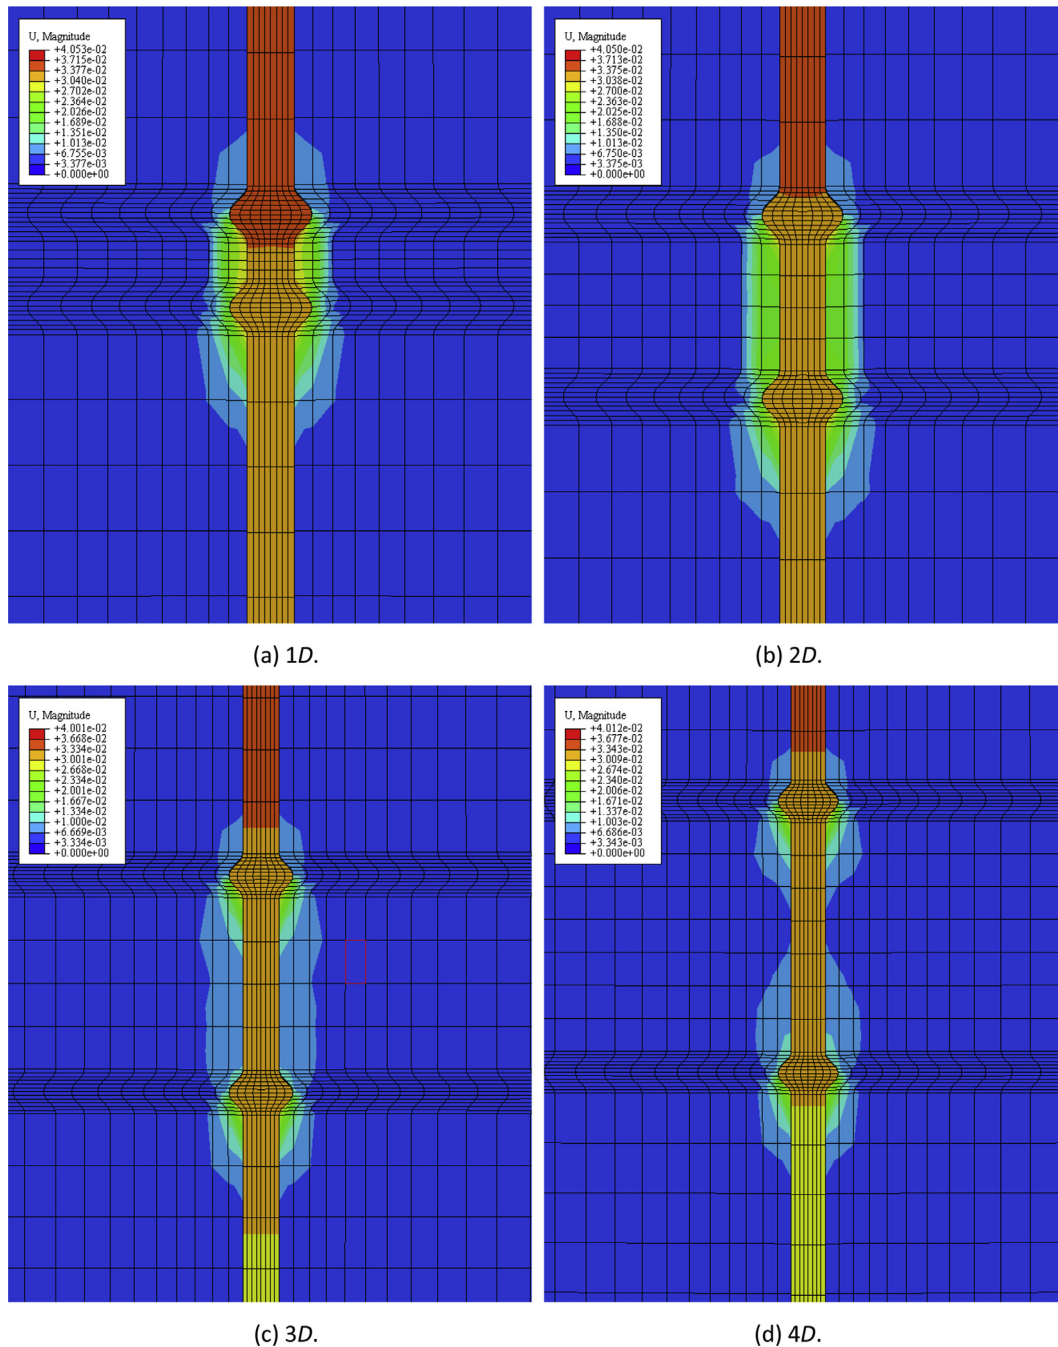 U, Magnitude
+4.053e-02
+3.715e-02
+3.377e-02
+3.040e-02
+2.702e-02
+2.364e-02
+2.026e-02
+1.689e-02
+1.351e-02
+1.013e-02
+6.755e-03
+3.377e-03
+0.000e+00
U, Magnitude
+4.050e-02
+3.713e-02
+3.375e-02
+3.038e-02
+2.700e-02
+2.363e-02
+2.025e-02
+1.688e-02
+1.350e-02
+1.013e-02
+6.750e-03
+3.375e-03
+0.000e+00
(a) 1D.
(b) 2D.
U, Magnitude
+4.001e-02
+3.668e-02
+3.334e-02
+3.001e-02
+2.668e-02
+2.334e-02
+2.001e-02
+1.667e-02
+1.334e-02
+1.000e-02
+6.669e-03
+3.334e-03
+0.000e+00
U, Magnitude
+4.012e-02
+3.677e-02
+3.343e-02
+3.009e-02
+2.674e-02
+2.340e-02
+2.006e-02
+1.671e-02
+1.337e-02
+1.003e-02
+6.686e-03
+3.343e-03
+0.000e+00
(c) 3D.
(d) 4D.